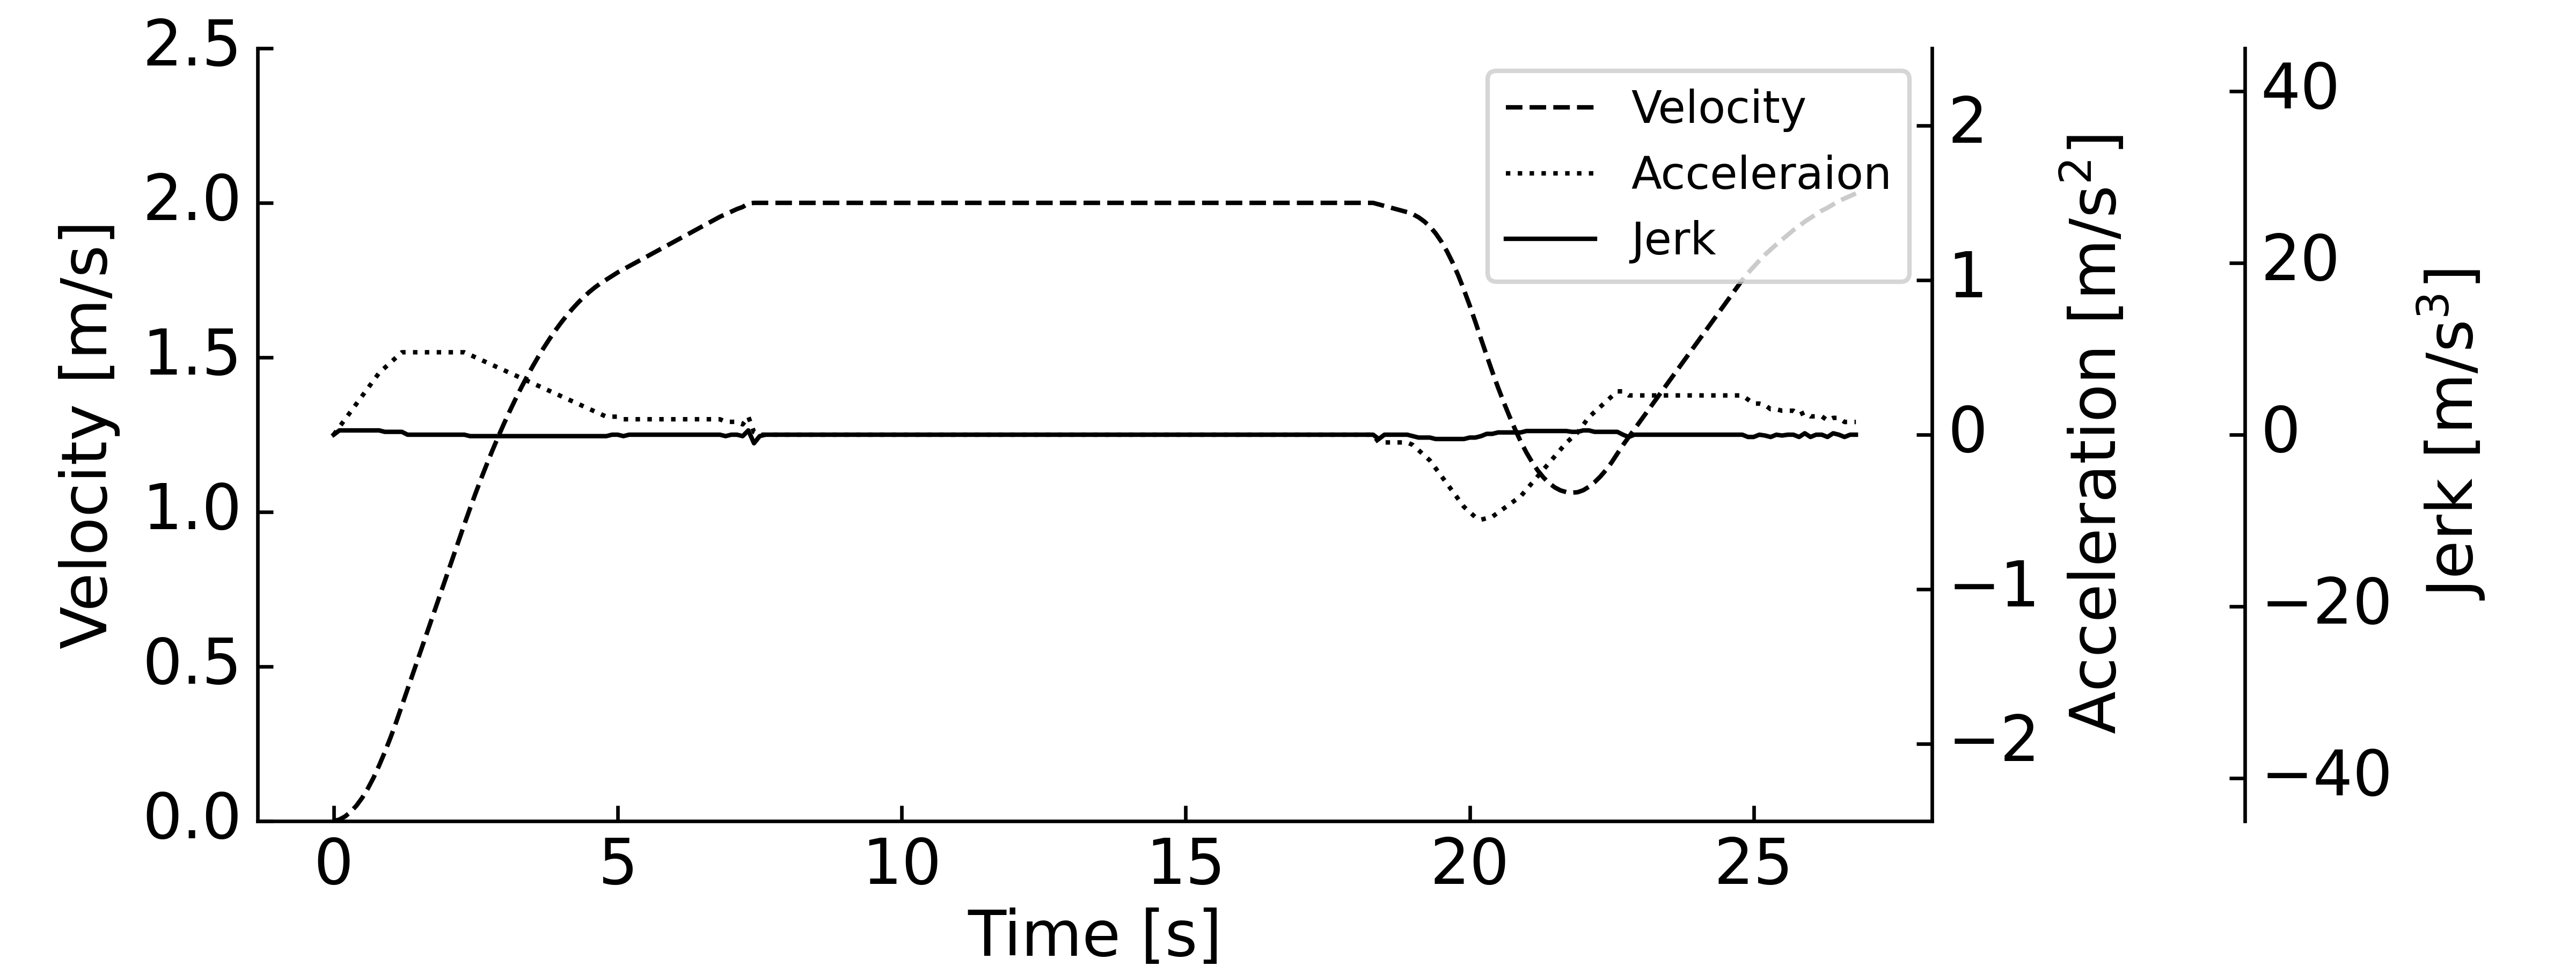 Velocity [m/s]
2.5
2.0
1.5
1.0
0.5
0.0
0 5 10 15 20 25
Time [s]
Velocity
Acceleraion
Jerk
2
1
0
−1
−2
Acceleration [m/s²]
40
20
0
−20
−40
Jerk [m/s³]